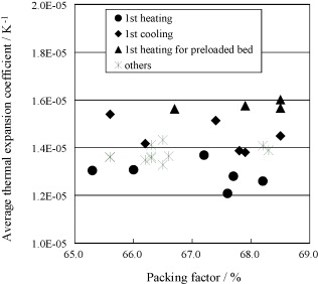 2.0E-05
1st heating
1st cooling
1st heating for preloaded bed
others
1.8E-05
1.6E-05
1.4E-05
1.2E-05
1.0E-05
65.0 66.0 67.0 68.0 69.0
Packing factor / %
Average thermal expansion coefficient / K⁻¹